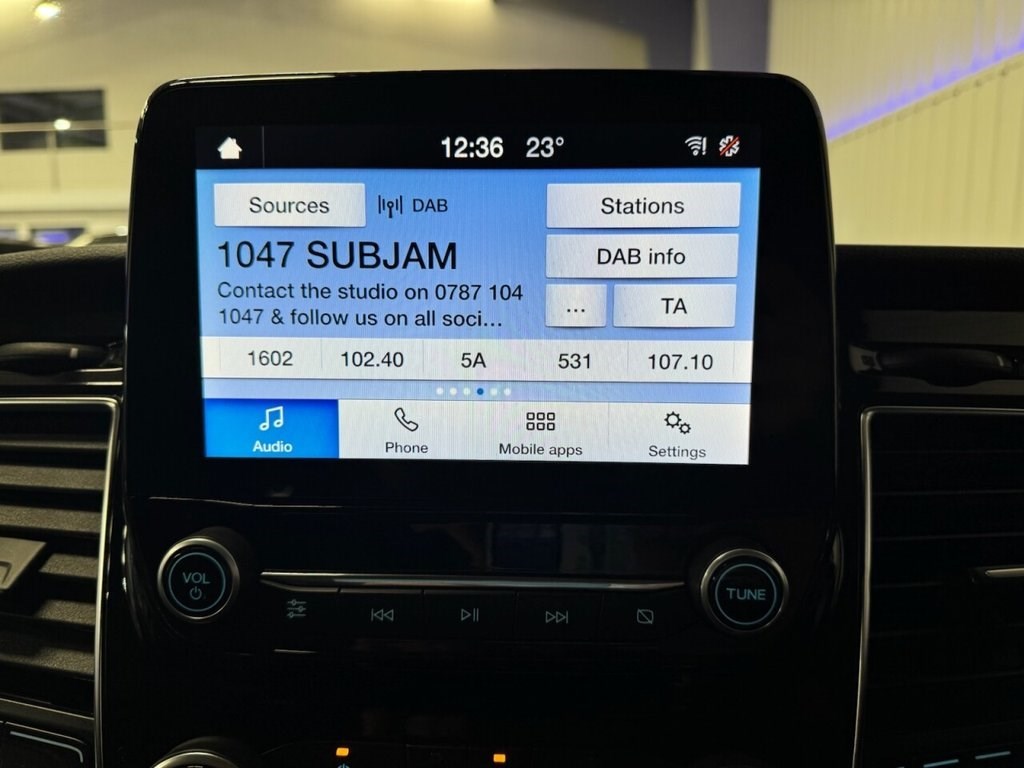 12:36 23°
Sources DAB Stations
1047 SUBJAM
DAB info
Contact the studio on 0787 104
1047 & follow us on all soci...
... TA
1602 102.40 5A 531 107.10
Audio Phone Mobile apps Settings
VOL TUNE